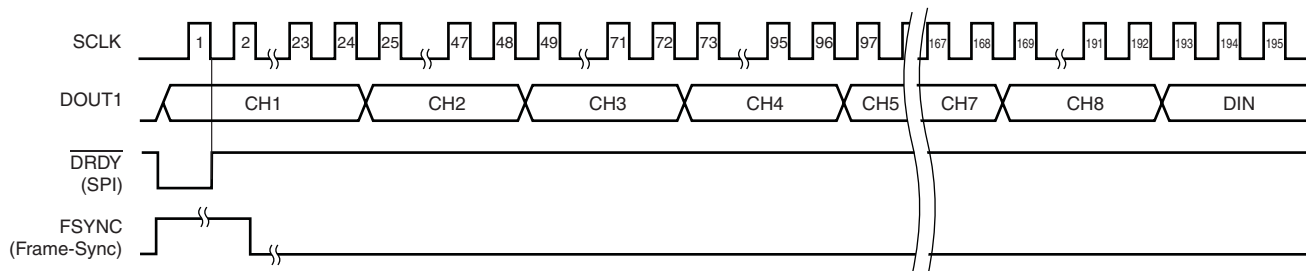 SCLK 1 2 23 24 25 47 48 49 71 72 73 95 96 97 167 168 169 191 192 193 194 195
DOUT1 CH1 CH2 CH3 CH4 CH5 CH7 CH8 DIN
DRDY
(SPI)
FSYNC
(Frame-Sync)